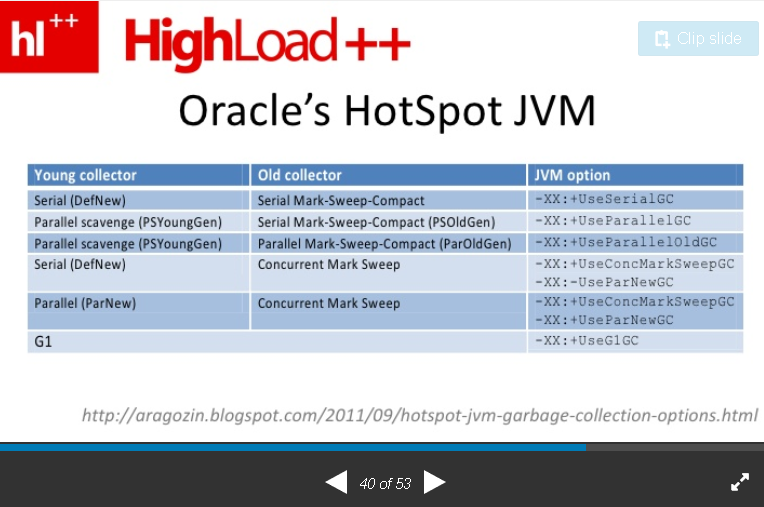 hl++
HighLoad++
Clip slide
Oracle's HotSpot JVM
Young collector Old collector JVM option
Serial (DefNew) Serial Mark-Sweep-Compact -XX:+UseSerialGC
Parallel scavenge (PSYoungGen) Serial Mark-Sweep-Compact (PSOldGen) -XX:+UseParallelGC
Parallel scavenge (PSYoungGen) Parallel Mark-Sweep-Compact (ParOldGen) -XX:+UseParallelOldGC
Serial (DefNew) Concurrent Mark Sweep -XX:+UseConcMarkSweepGC
-XX:-UseParNewGC
Parallel (ParNew) Concurrent Mark Sweep -XX:+UseConcMarkSweepGC
-XX:+UseParNewGC
G1 -XX:+UseG1GC
http://aragozin.blogspot.com/2011/09/hotspot-jvm-garbage-collection-options.html
40 of 53